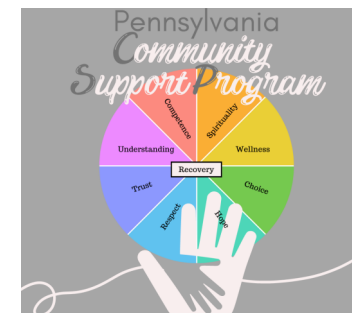 Pennsylvania
Community
Support Program
Competence
Spirituality
Understanding
Wellness
Recovery
Trust
Choice
Respect
Hope